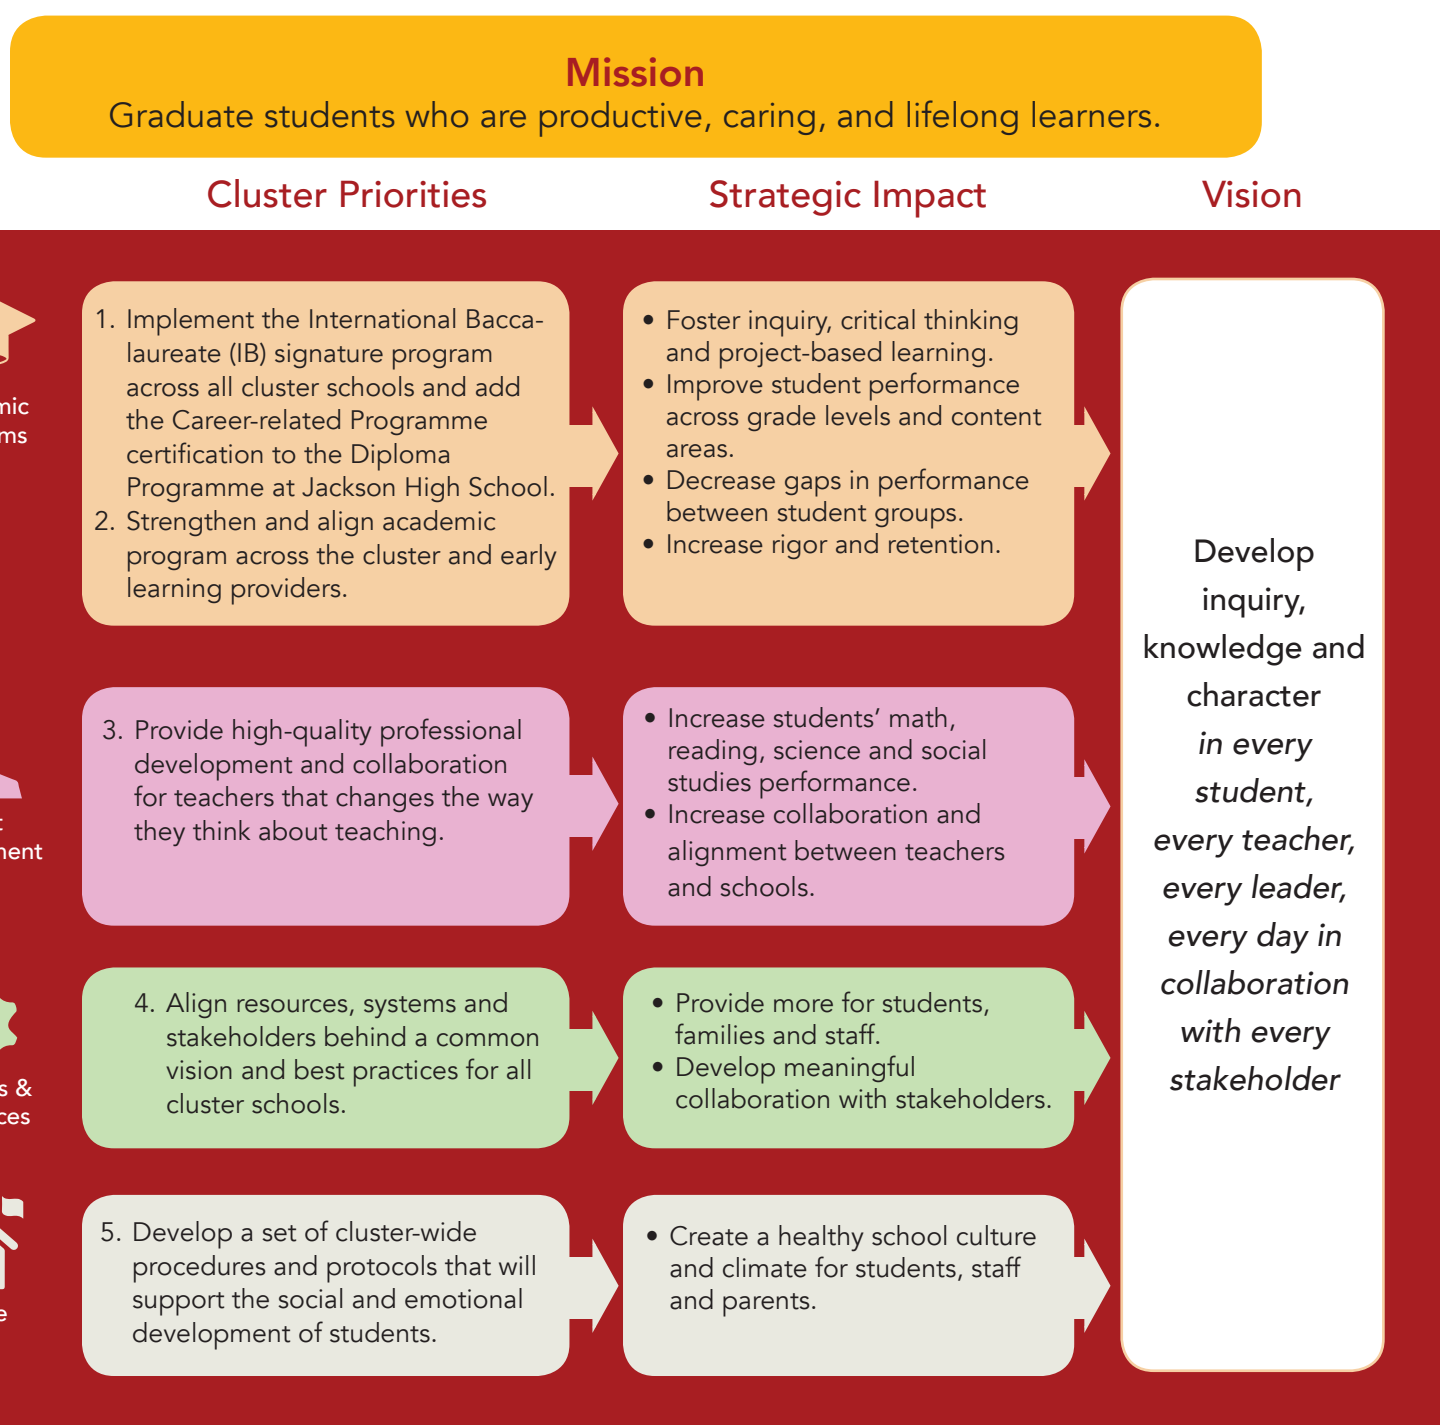 Mission
Graduate students who are productive, caring, and lifelong learners.
Cluster Priorities
Strategic Impact
Vision
1. Implement the International Bacca-
laureate (IB) signature program
across all cluster schools and add
the Career-related Programme
certification to the Diploma
Programme at Jackson High School.
2. Strengthen and align academic
program across the cluster and early
learning providers.
• Foster inquiry, critical thinking
and project-based learning.
• Improve student performance
across grade levels and content
areas.
• Decrease gaps in performance
between student groups.
• Increase rigor and retention.
3. Provide high-quality professional
development and collaboration
for teachers that changes the way
they think about teaching.
• Increase students’ math,
reading, science and social
studies performance.
• Increase collaboration and
alignment between teachers
and schools.
4. Align resources, systems and
stakeholders behind a common
vision and best practices for all
cluster schools.
• Provide more for students,
families and staff.
• Develop meaningful
collaboration with stakeholders.
&
5. Develop a set of cluster-wide
procedures and protocols that will
support the social and emotional
development of students.
• Create a healthy school culture
and climate for students, staff
and parents.
Develop
inquiry,
knowledge and
character
in every
student,
every teacher,
every leader,
every day in
collaboration
with every
stakeholder